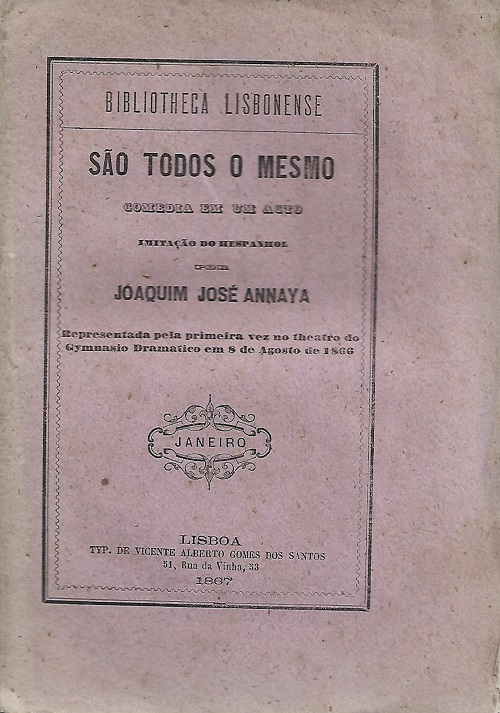 BIBLIOTHECA LISBONENSE
SÃO TODOS O MESMO
COMEDIA EM UM ACTO
IMITAÇÃO DO HESPANHOL
POR
JOAQUIM JOSÉ ANNAYA
Representada pela primeira vez no theatro do
Gymnasio Dramatico em 8 de Agosto de 1866
JANEIRO
LISBOA
TYP. DE VICENTE ALBERTO GOMES DOS SANTOS
51, Rua da Vinha, 53
1867